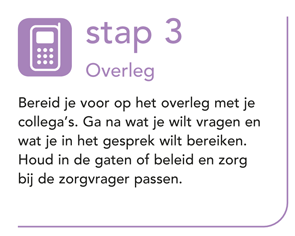 stap 3
Overleg
Bereid je voor op het overleg met je
collega’s. Ga na wat je wilt vragen en
wat je in het gesprek wilt bereiken.
Houd in de gaten of beleid en zorg
bij de zorgvrager passen.